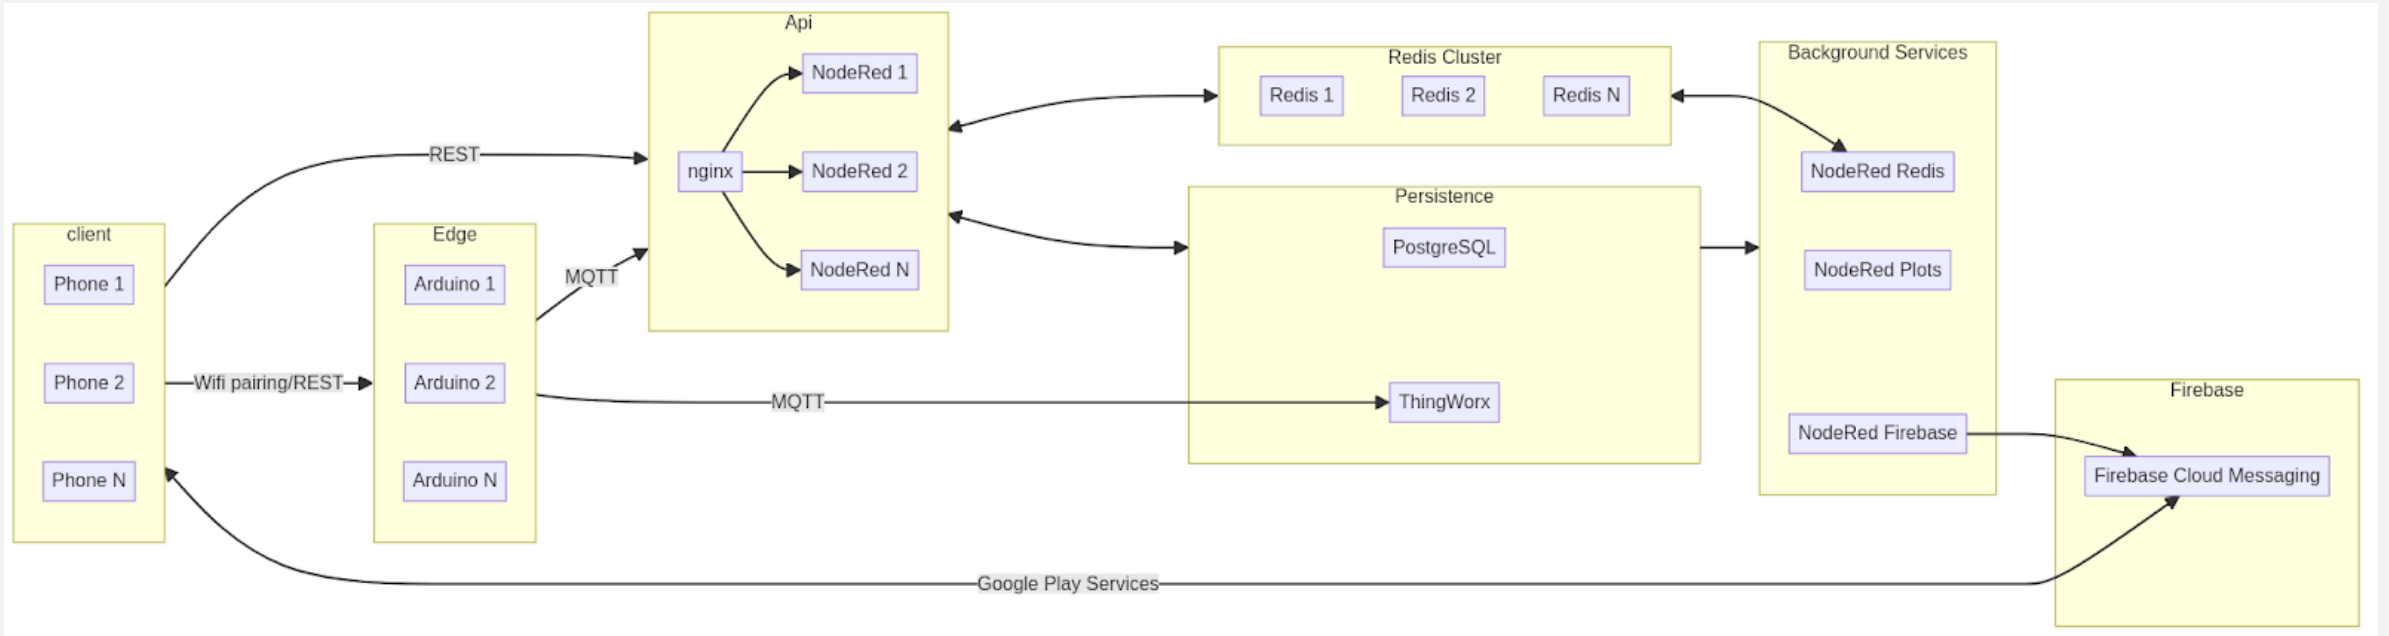 client
Phone 1
Phone 2
Phone N
REST
Wifi pairing/REST
Edge
Arduino 1
Arduino 2
Arduino N
MQTT
MQTT
Api
nginx
NodeRed 1
NodeRed 2
NodeRed N
Redis Cluster
Redis 1
Redis 2
Redis N
Persistence
PostgreSQL
ThingWorx
Background Services
NodeRed Redis
NodeRed Plots
NodeRed Firebase
Firebase
Firebase Cloud Messaging
Google Play Services